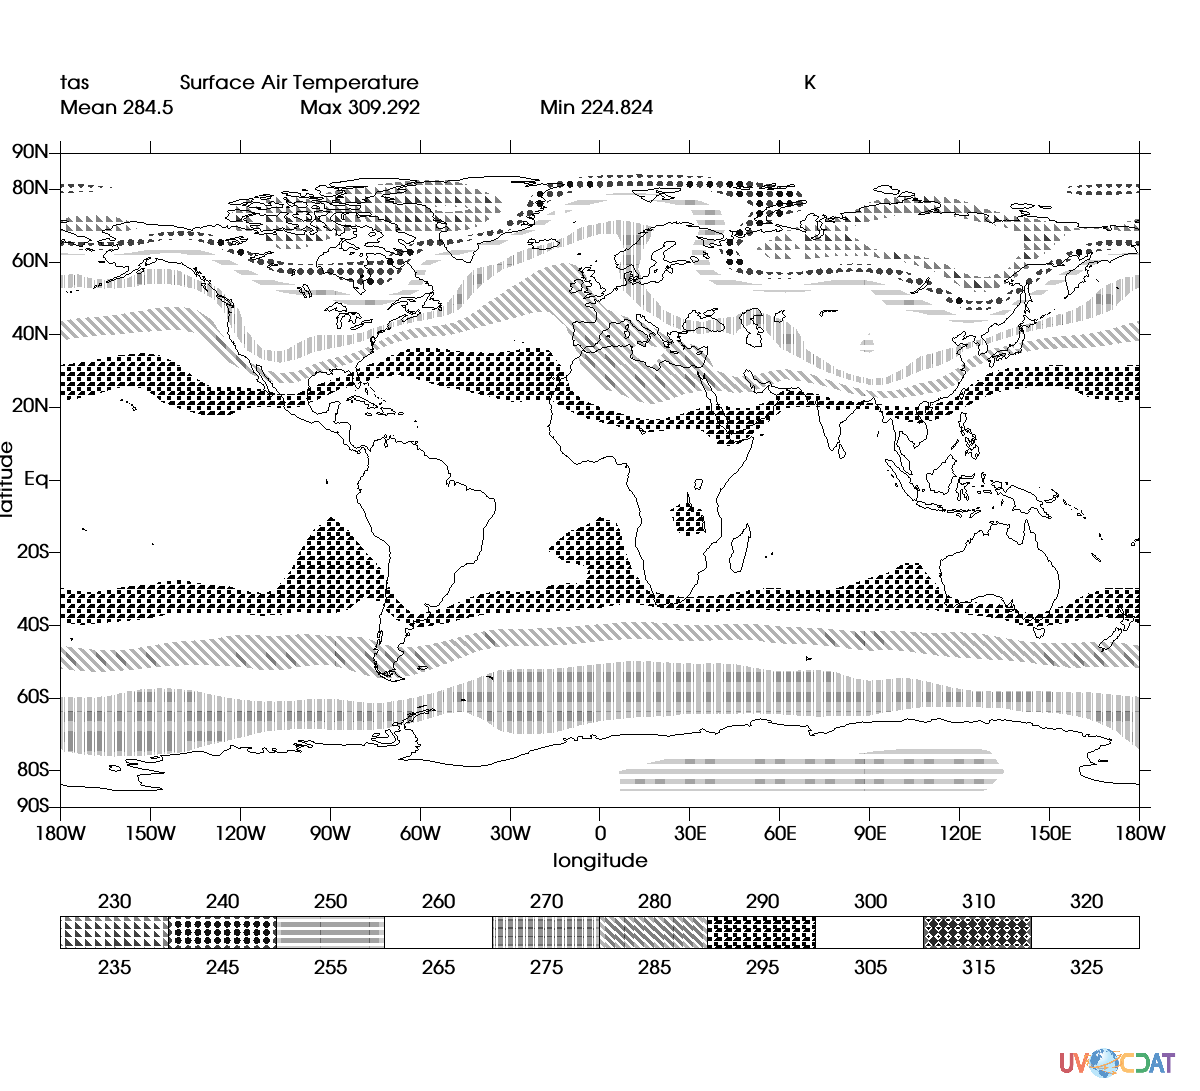 tas Surface Air Temperature K
Mean 284.5 Max 309.292 Min 224.824
90N
80N
60N
40N
20N
Eq
20S
40S
60S
80S
90S
latitude
180W 150W 120W 90W 60W 30W 0 30E 60E 90E 120E 150E 180W
longitude
230 240 250 260 270 280 290 300 310 320
235 245 255 265 275 285 295 305 315 325
UVCDAT